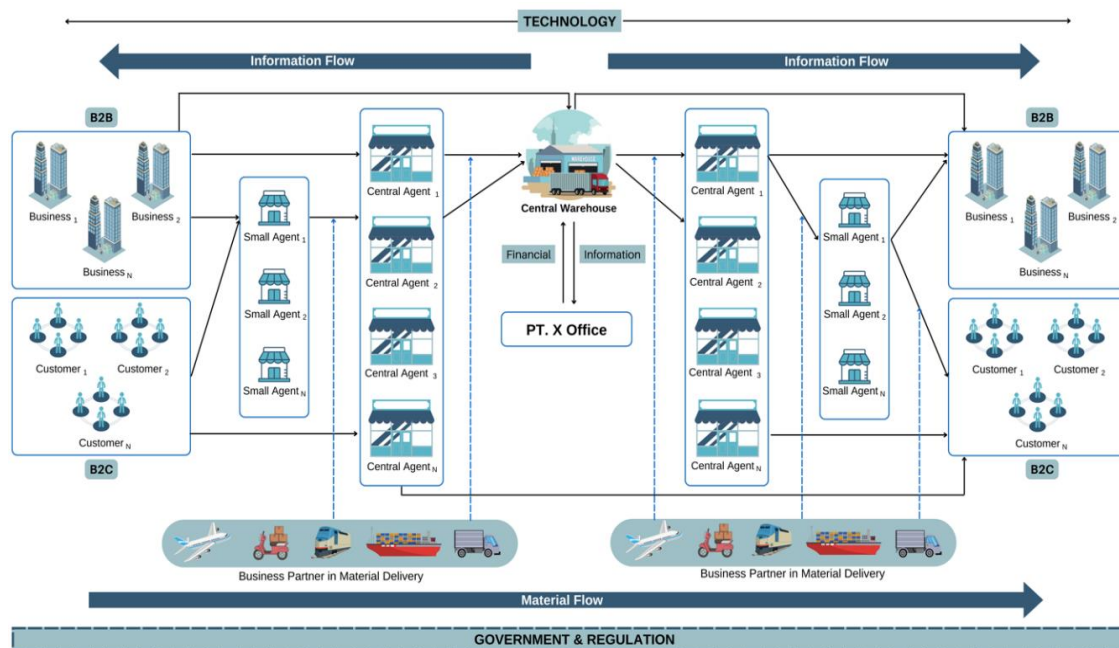 TECHNOLOGY
Information Flow
Information Flow
B2B
Business 1
Business 2
Business N
Customer 1
Customer 2
Customer N
B2C
Small Agent 1
Small Agent 2
Small Agent N
Central Agent 1
Central Agent 2
Central Agent 3
Central Agent N
WAREHOUSE
Central Warehouse
Financial
Information
PT. X Office
Central Agent 1
Central Agent 2
Central Agent 3
Central Agent N
Small Agent 1
Small Agent 2
Small Agent N
B2B
Business 1
Business 2
Business N
Customer 1
Customer 2
Customer N
B2C
Business Partner in Material Delivery
Business Partner in Material Delivery
Material Flow
GOVERNMENT & REGULATION